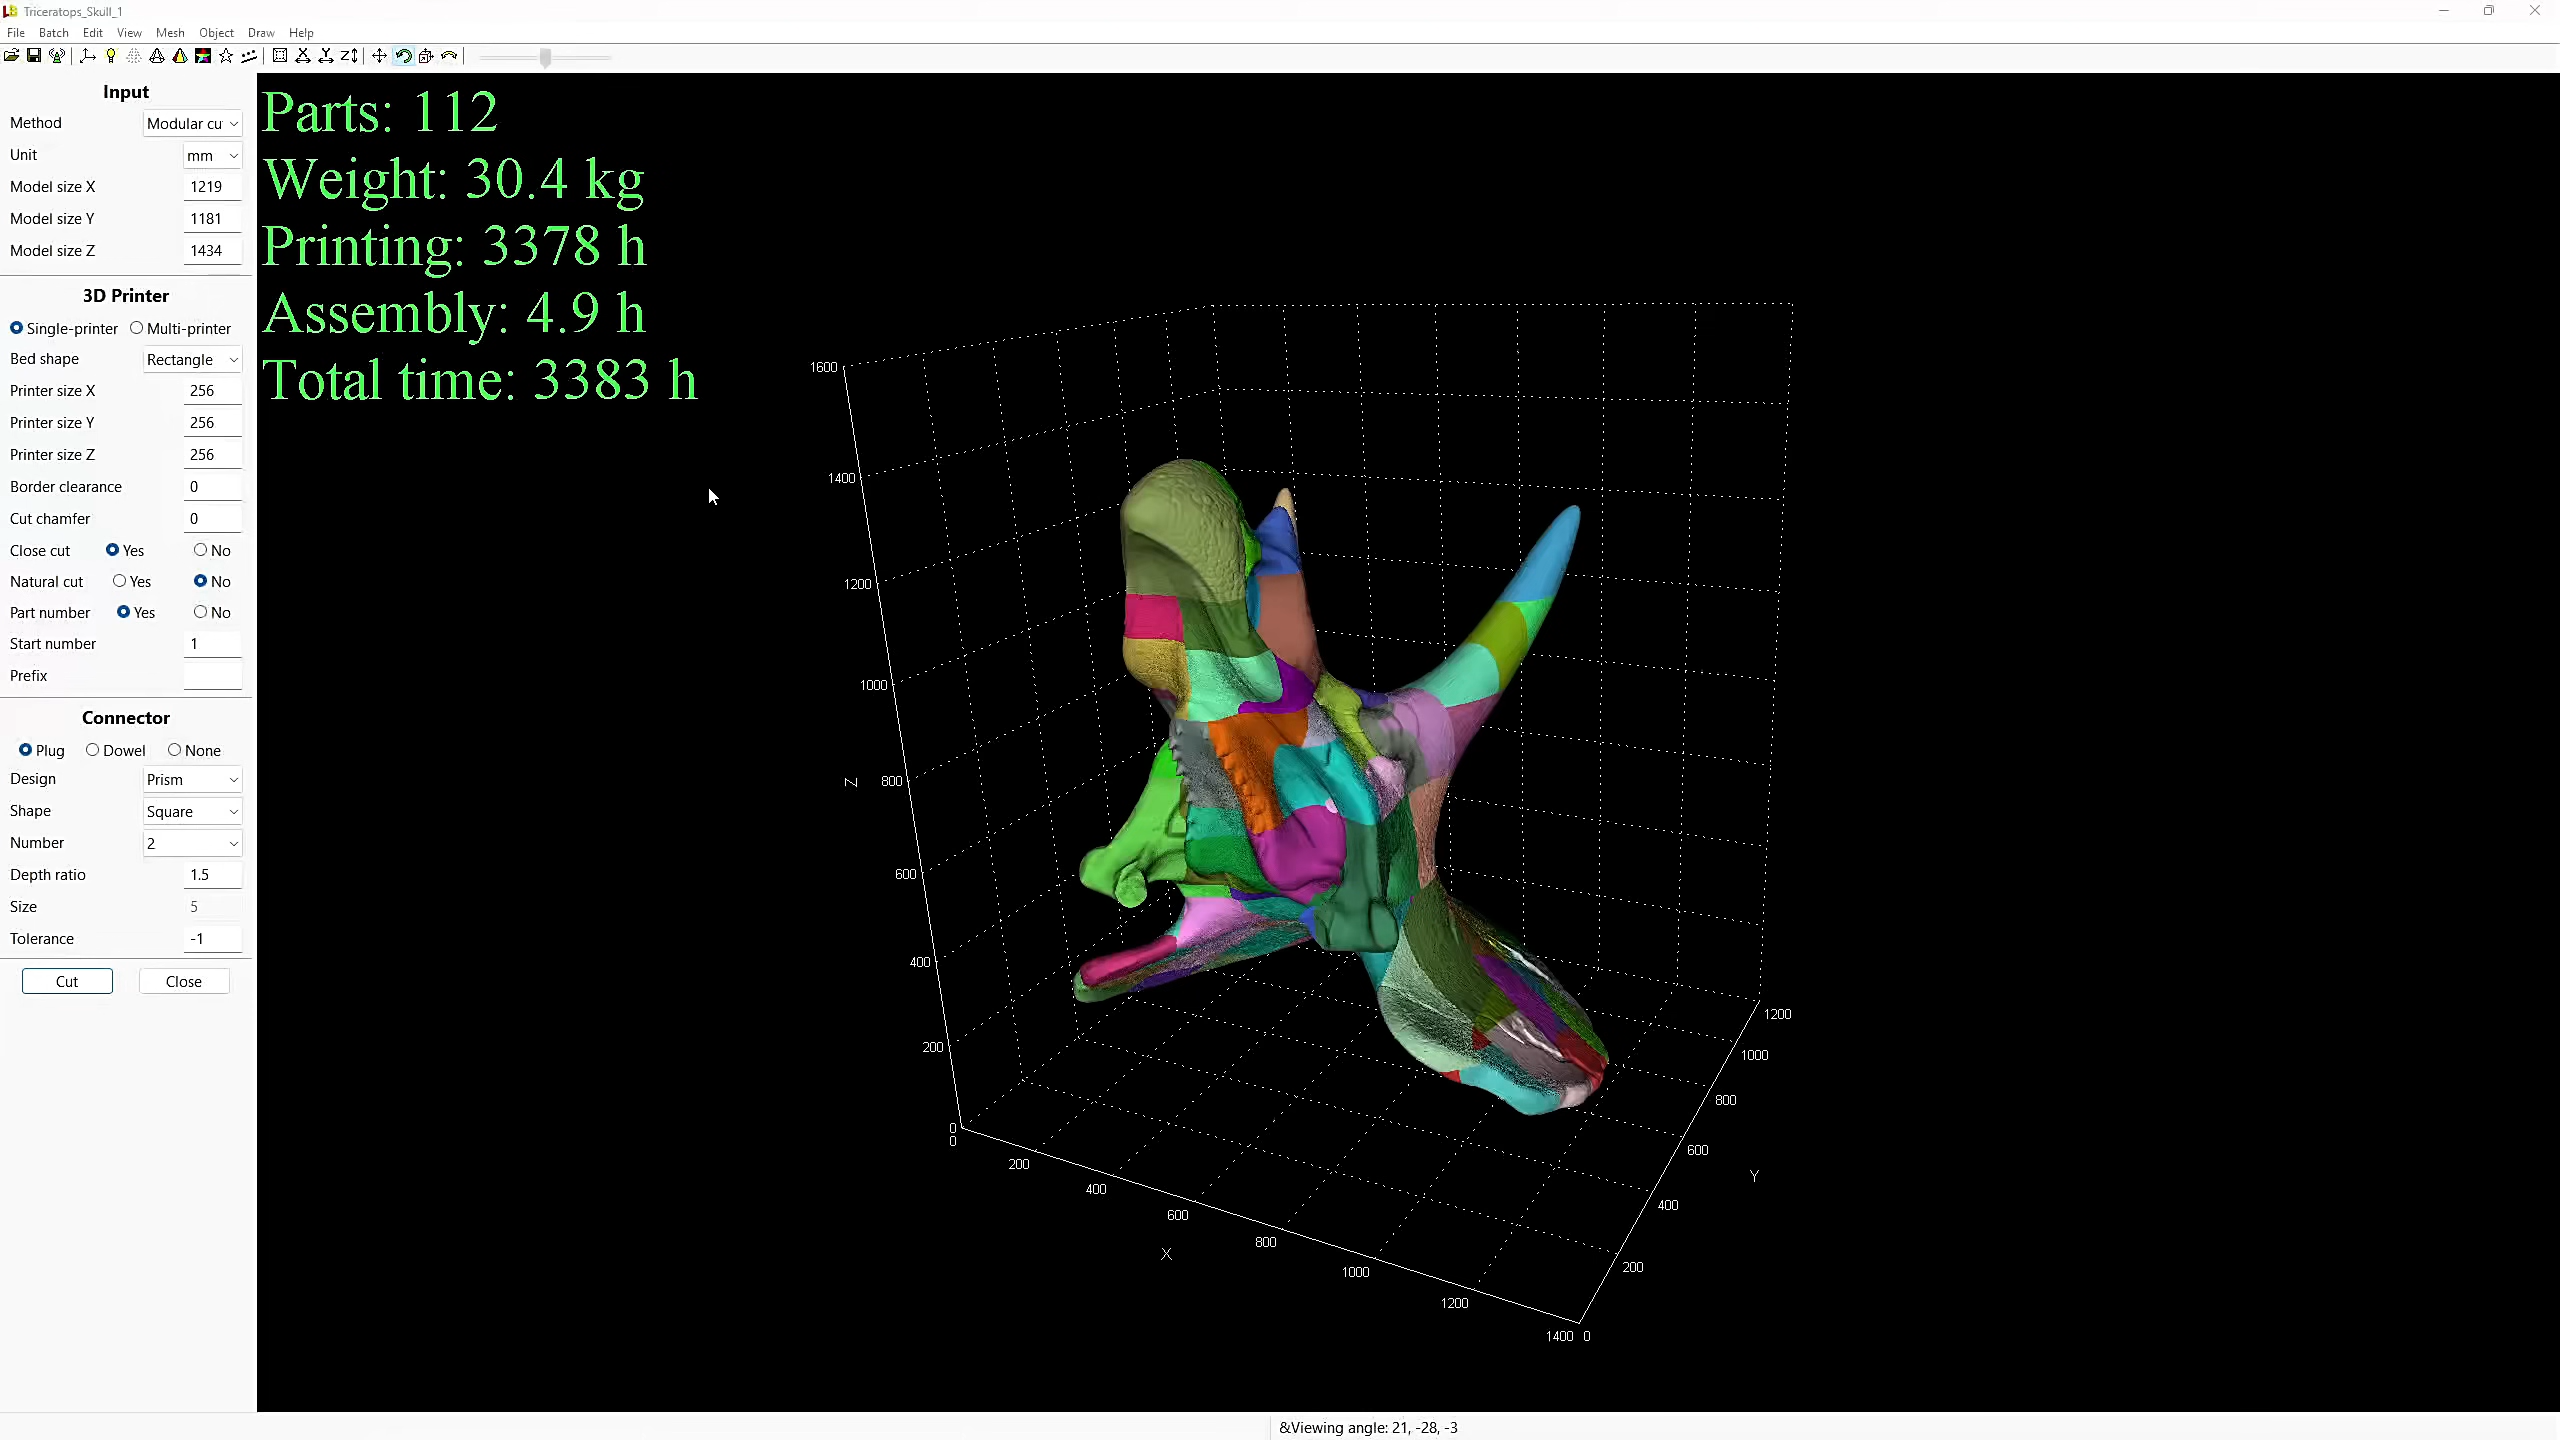 Triceratops_Skull_1
File Batch Edit View Mesh Object Draw Help
Input
Method Modular cu
Unit mm
Model size X 1219
Model size Y 1181
Model size Z 1434
3D Printer
Single-printer Multi-printer
Bed shape Rectangle
Printer size X 256
Printer size Y 256
Printer size Z 256
Border clearance 0
Cut chamfer 0
Close cut Yes No
Natural cut Yes No
Part number Yes No
Start number 1
Prefix
Connector
Plug Dowel None
Design Prism
Shape Square
Number 2
Depth ratio 1.5
Size 5
Tolerance -1
Cut Close
Parts: 112
Weight: 30.4 kg
Printing: 3378 h
Assembly: 4.9 h
Total time: 3383 h
1600
1400
1200
1000
Z 800
600
400
200
0
0
200
400
600
X 800
1000
1200
1400 0
200
400
Y
600
800
1000
1200
&Viewing angle: 21, -28, -3